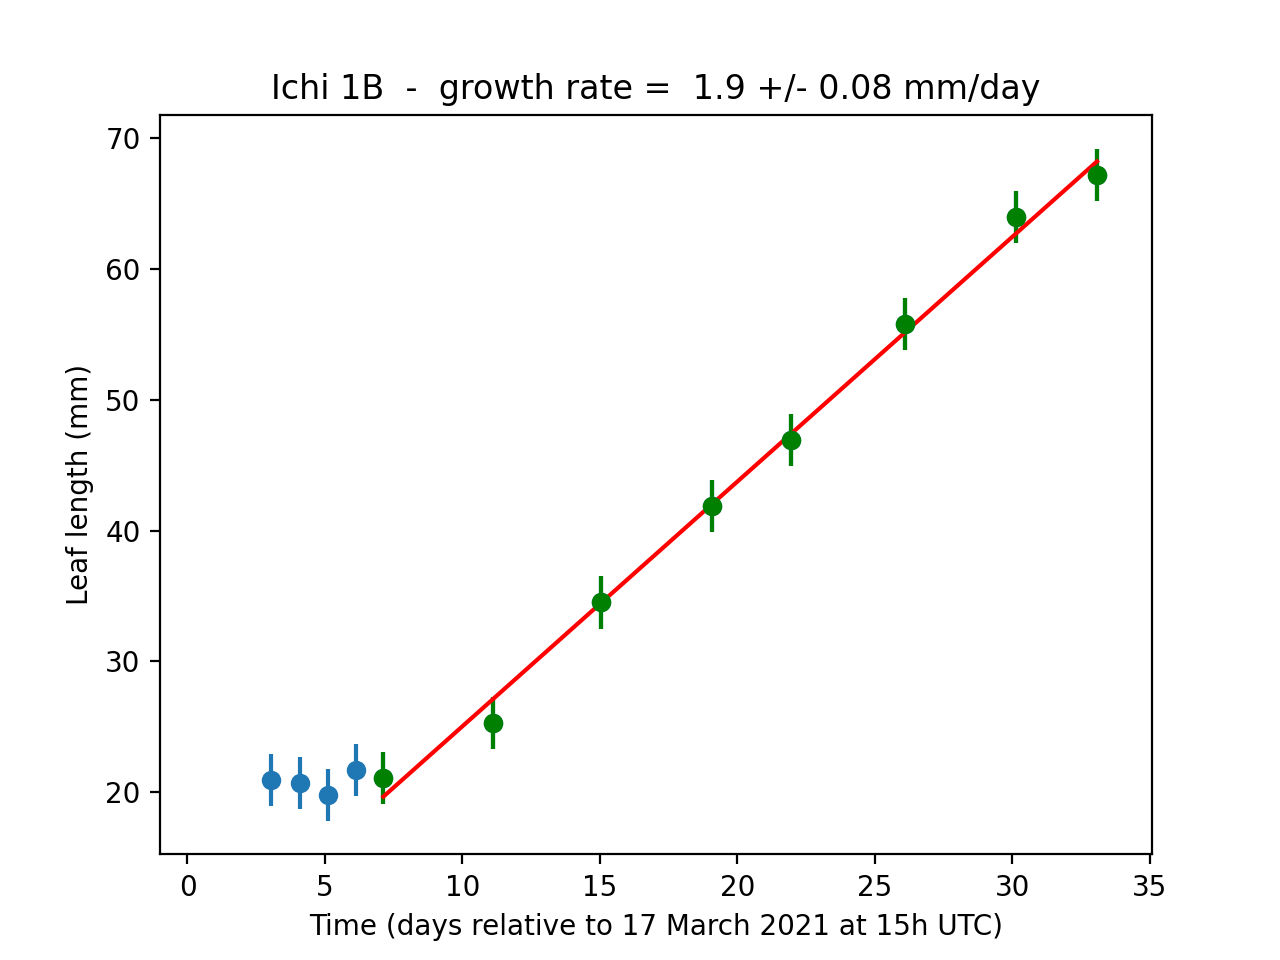 Ichi 1B - growth rate = 1.9 +/- 0.08 mm/day
70
60
50
40
30
20
Leaf length (mm)
0 5 10 15 20 25 30 35
Time (days relative to 17 March 2021 at 15h UTC)